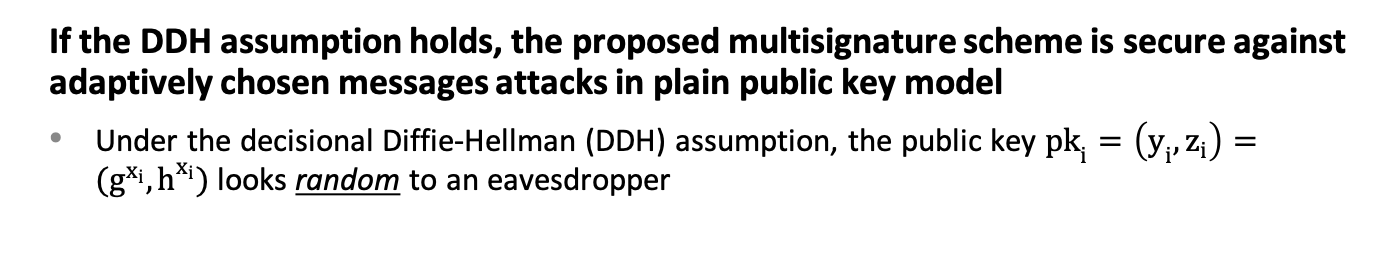 If the DDH assumption holds, the proposed multisignature scheme is secure against
adaptively chosen messages attacks in plain public key model
• Under the decisional Diffie-Hellman (DDH) assumption, the public key pkᵢ = (yᵢ, zᵢ) =
(g^{xᵢ}, h^{xᵢ}) looks random to an eavesdropper